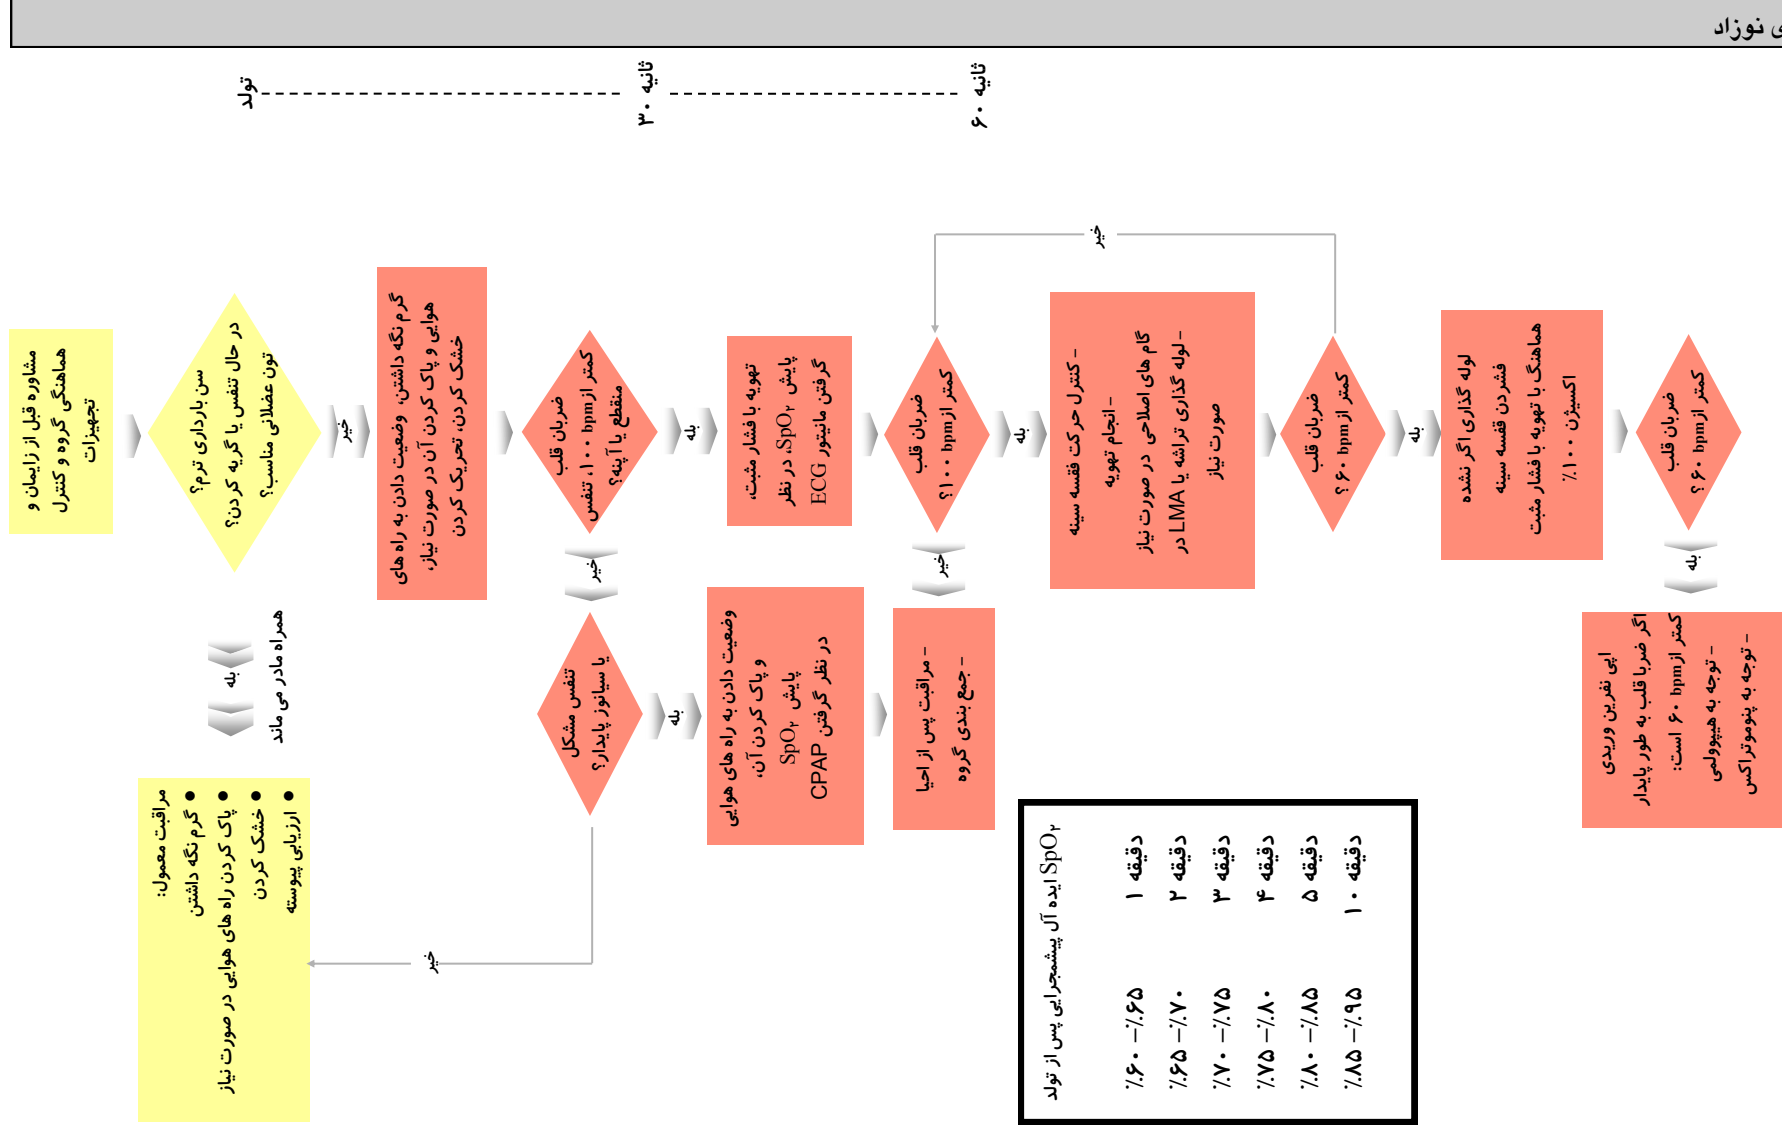 ی نوزاد
تولد
۳۰ ثانیه
۶۰ ثانیه
مشاوره قبل از زایمان و
هماهنگی گروه و کنترل
تجهیزات
سن بارداری ترم؟
در حال تنفس یا گریه کردن؟
تون عضلانی مناسب؟
خیر
بله
همراه مادر می ماند
مراقبت معمول:
● گرم نگه داشتن
● پاک کردن راه های هوایی در صورت نیاز
● خشک کردن
● ارزیابی پیوسته
گرم نگه داشتن، وضعیت دادن به راه های
هوایی و پاک کردن آن در صورت نیاز،
خشک کردن، تحریک کردن
ضربان قلب
کمتر از ۱۰۰ bpm، تنفس
منقطع یا آ پنه؟
بله
خیر
تنفس مشکل
یا سیانوز پایدار؟
بله
خیر
تهویه با فشار مثبت،
پایش SpO₂، در نظر
گرفتن مانیتور ECG
وضعیت دادن به راه های هوایی
و پاک کردن آن،
پایش SpO₂
در نظر گرفتن CPAP
ضربان قلب
کمتر از ۱۰۰ bpm؟
بله
خیر
- مراقبت پس از احیا
- جمع بندی گروه
- کنترل حرکت قفسه سینه
- انجام تهویه
گام های اصلاحی در صورت نیاز
- لوله گذاری تراشه یا LMA در
صورت نیاز
خیر
ضربان قلب
کمتر از ۶۰ bpm؟
بله
لوله گذاری اگر نشده
فشردن قفسه سینه
هماهنگ با تهویه با فشار مثبت
اکسیژن ۱۰۰٪
ضربان قلب
کمتر از ۶۰ bpm؟
بله
اپی نفرین وریدی
اگر ضربا قلب به طور پایدار
کمتر از ۶۰ bpm است:
- توجه به هیپوولمی
- توجه به پنوموتراکس
SpO₂ ایده آل پیشمجرایی پس از تولد
۱ دقیقه ۶۰٪–۶۵٪
۲ دقیقه ۶۵٪–۷۰٪
۳ دقیقه ۷۰٪–۷۵٪
۴ دقیقه ۷۵٪–۸۰٪
۵ دقیقه ۸۰٪–۸۵٪
۱۰ دقیقه ۸۵٪–۹۵٪